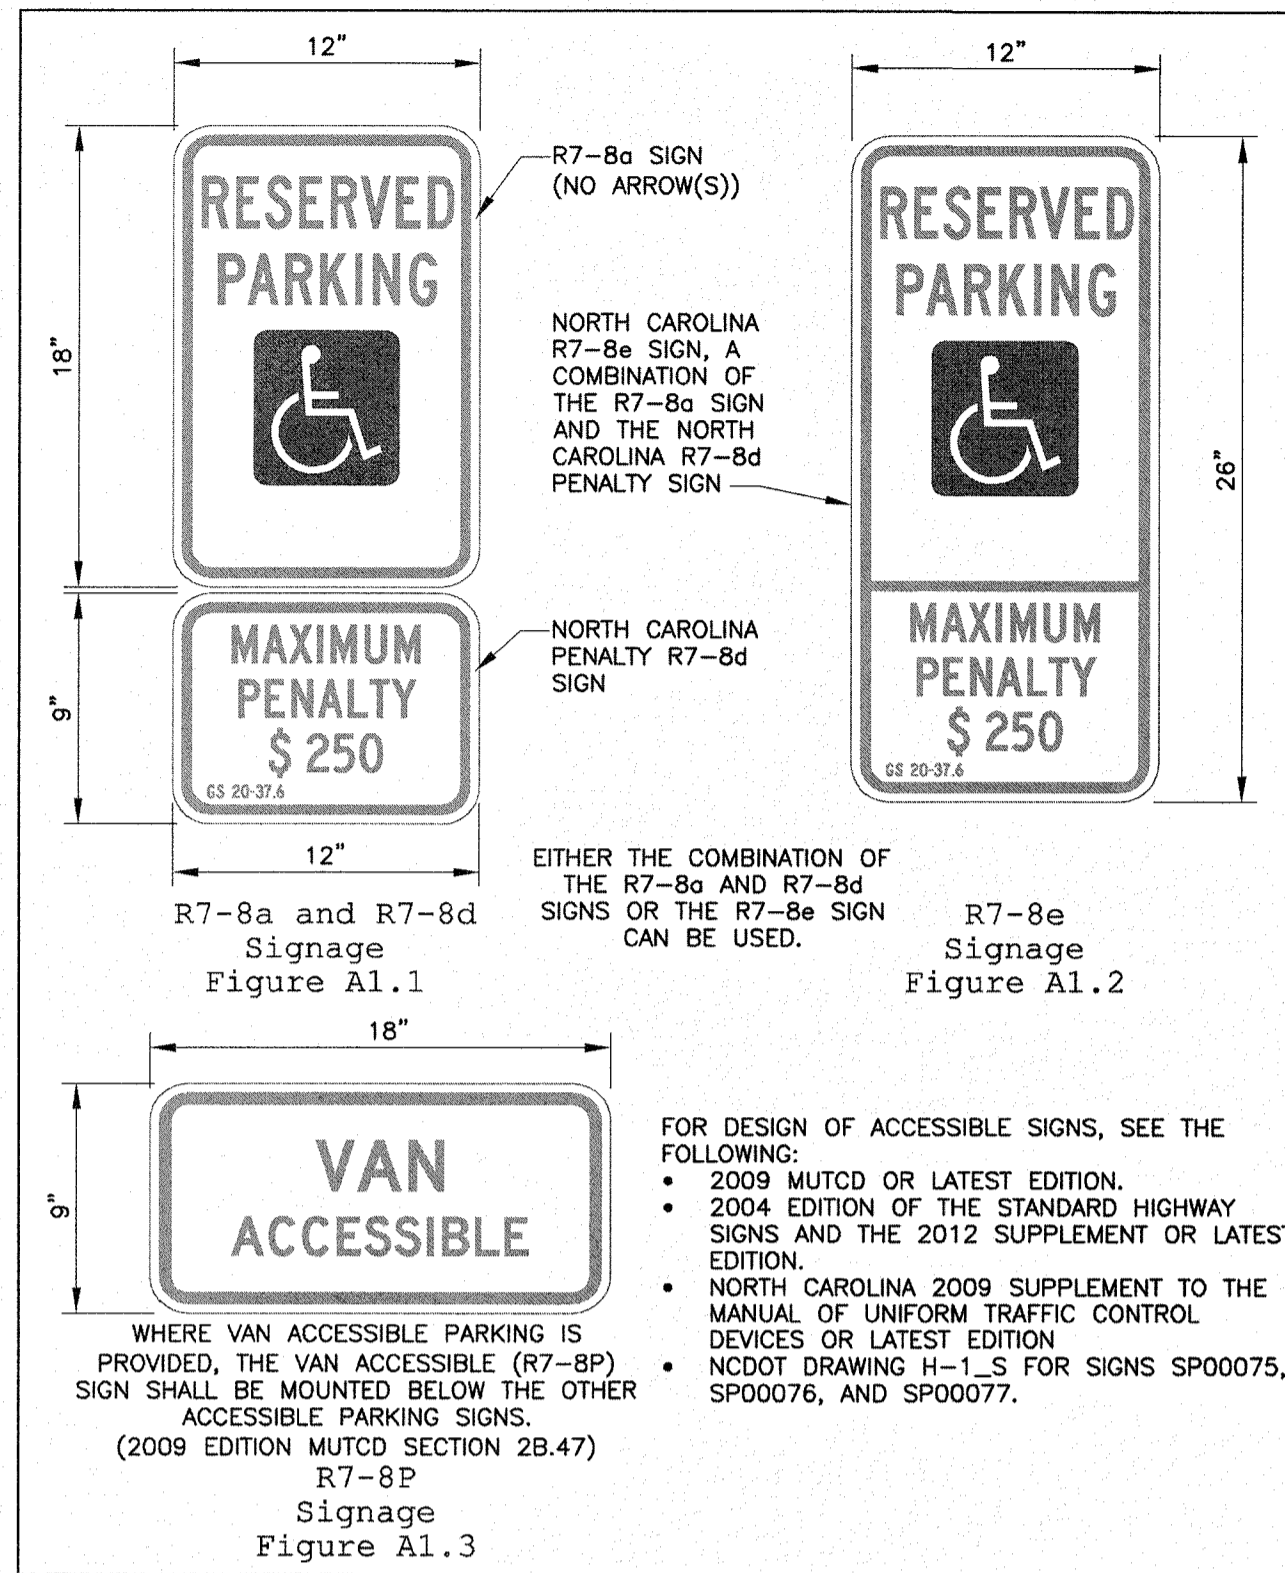 12"
RESERVED
PARKING
18"
R7-8a SIGN
(NO ARROW(S))
MAXIMUM
PENALTY
$ 250
GS 20-37.6
9"
12"
NORTH CAROLINA
PENALTY R7-8d
SIGN
R7-8a and R7-8d
Signage
Figure A1.1
12"
RESERVED
PARKING
MAXIMUM
PENALTY
$ 250
GS 20-37.6
26"
NORTH CAROLINA
R7-8e SIGN, A
COMBINATION OF
THE R7-8a SIGN
AND THE NORTH
CAROLINA R7-8d
PENALTY SIGN
EITHER THE COMBINATION OF
THE R7-8a AND R7-8d
SIGNS OR THE R7-8e SIGN
CAN BE USED.
R7-8e
Signage
Figure A1.2
18"
9"
VAN
ACCESSIBLE
WHERE VAN ACCESSIBLE PARKING IS
PROVIDED, THE VAN ACCESSIBLE (R7-8P)
SIGN SHALL BE MOUNTED BELOW THE OTHER
ACCESSIBLE PARKING SIGNS.
(2009 EDITION MUTCD SECTION 2B.47)
R7-8P
Signage
Figure A1.3
FOR DESIGN OF ACCESSIBLE SIGNS, SEE THE
FOLLOWING:
• 2009 MUTCD OR LATEST EDITION.
• 2004 EDITION OF THE STANDARD HIGHWAY
SIGNS AND THE 2012 SUPPLEMENT OR LATEST
EDITION.
• NORTH CAROLINA 2009 SUPPLEMENT TO THE
MANUAL OF UNIFORM TRAFFIC CONTROL
DEVICES OR LATEST EDITION
• NCDOT DRAWING H-1_S FOR SIGNS SP00075,
SP00076, AND SP00077.